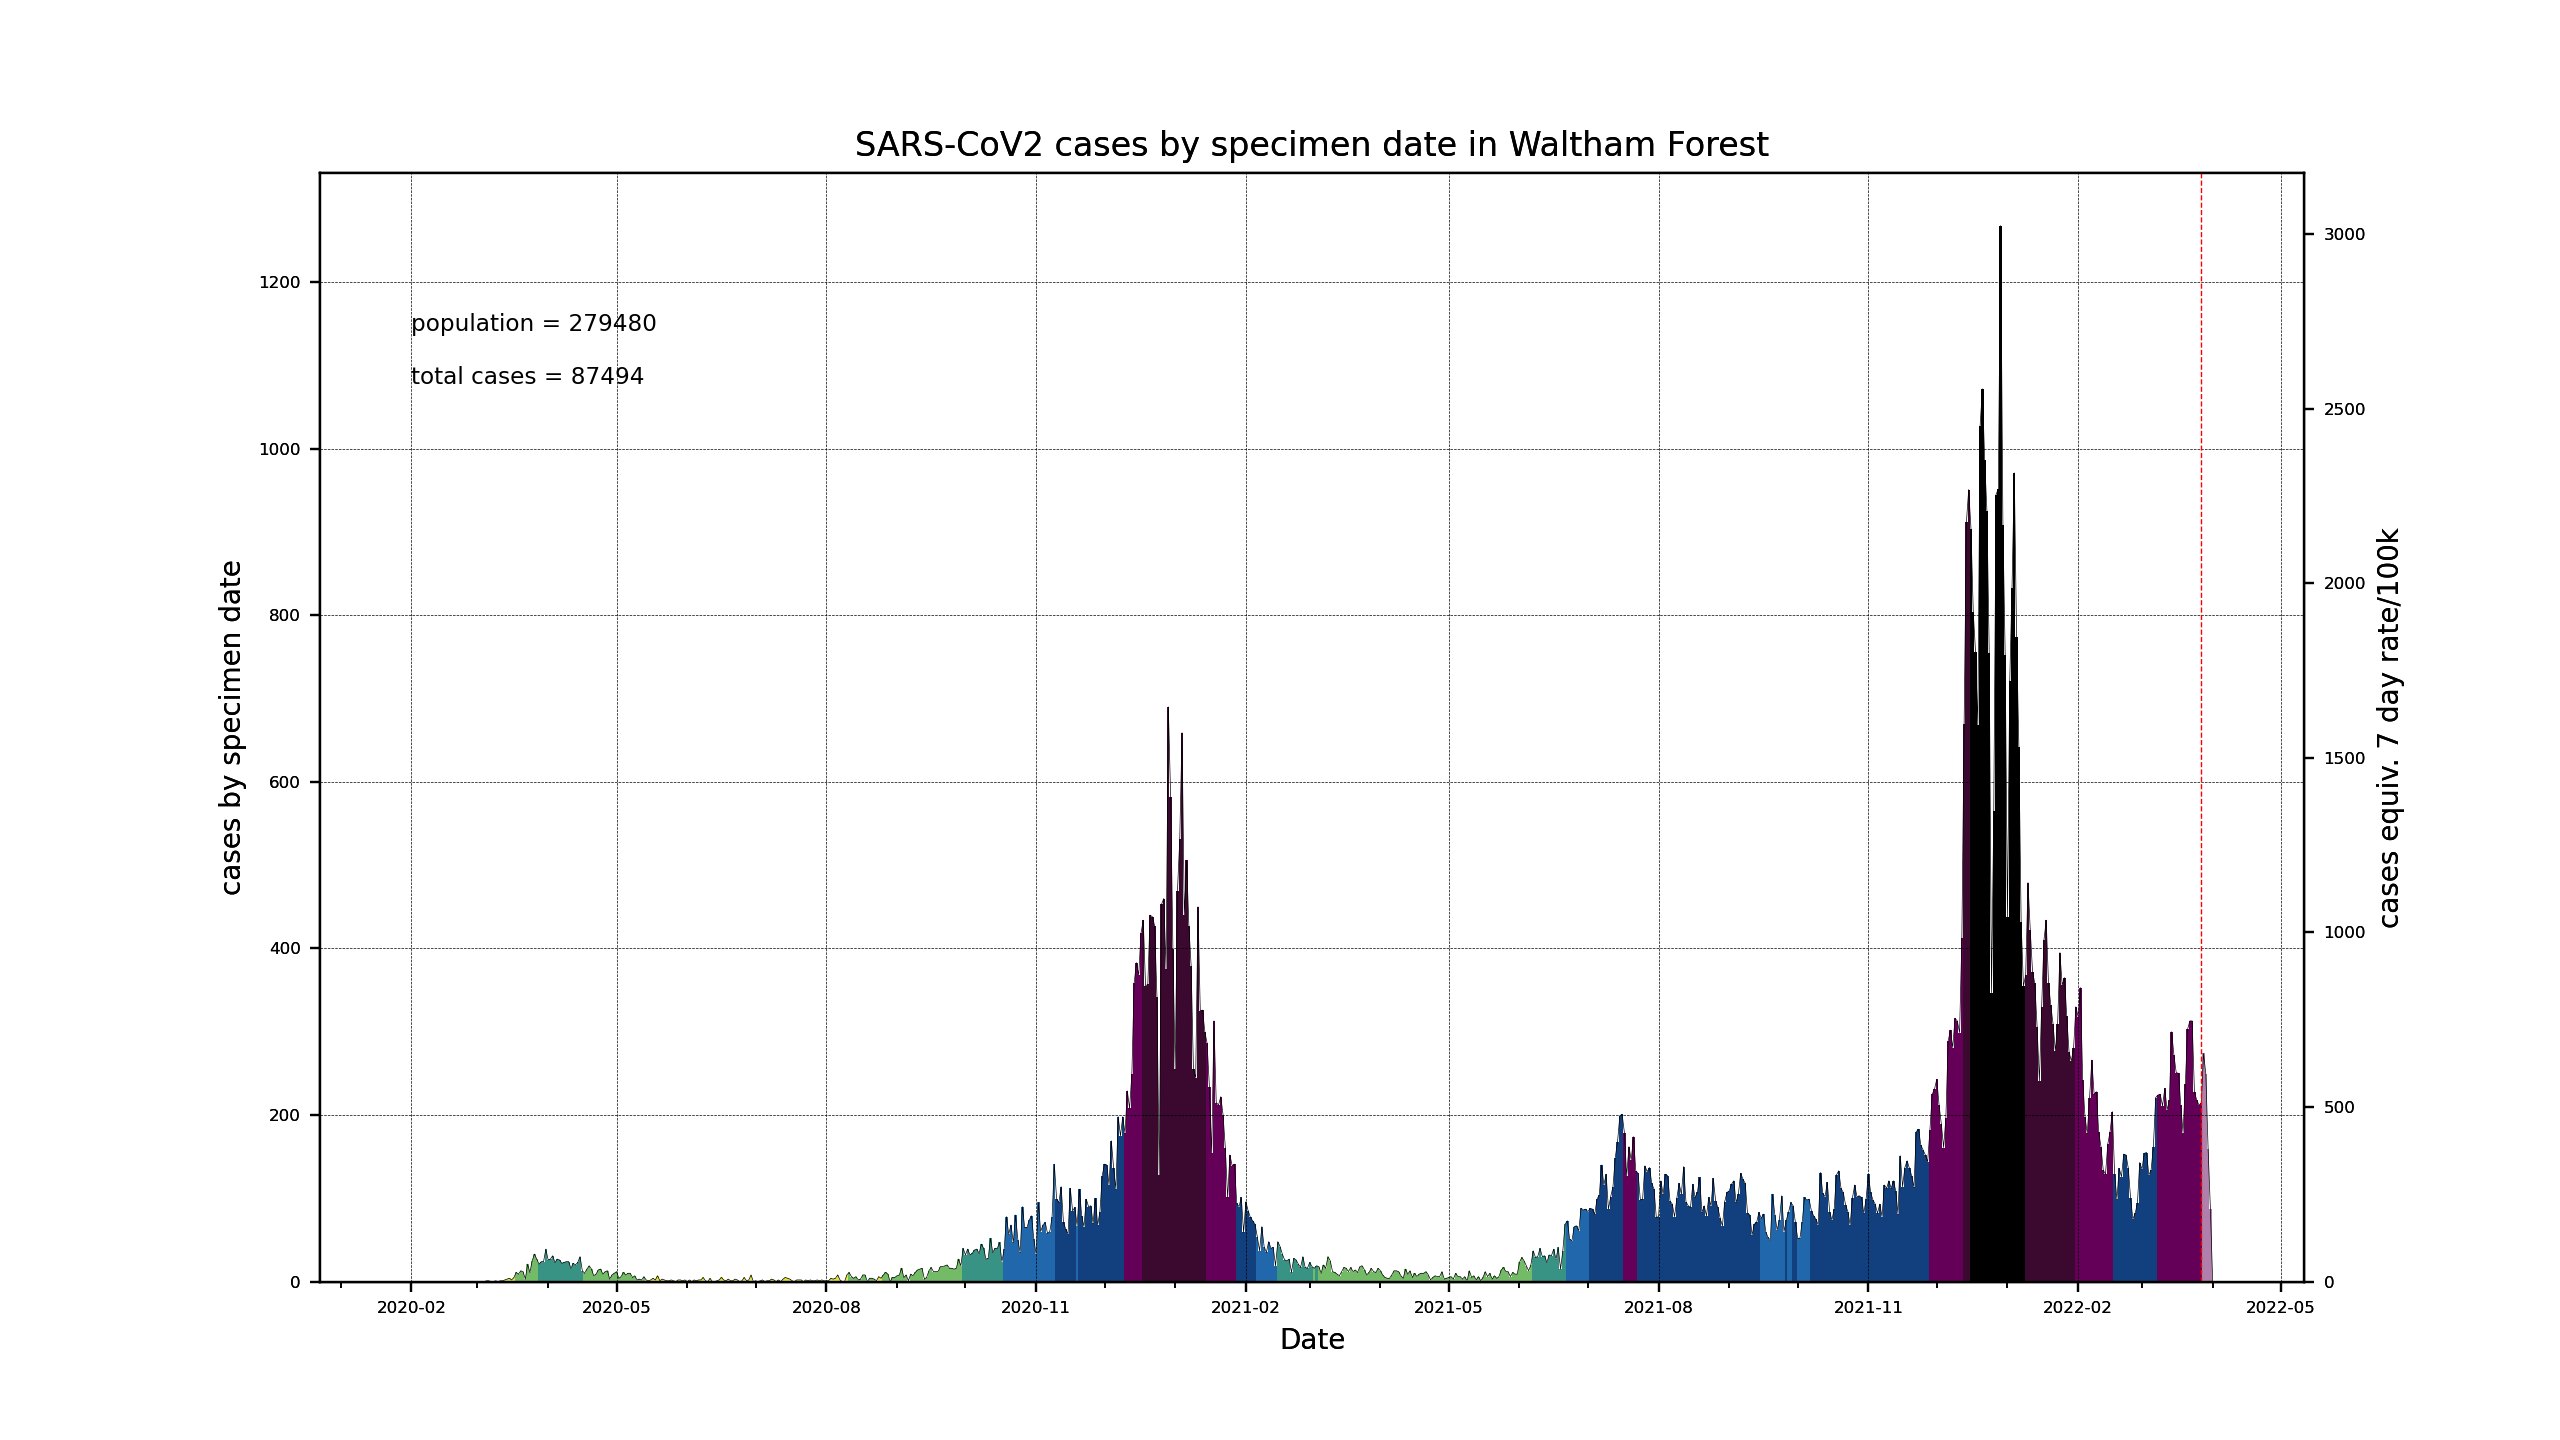 SARS-CoV2 cases by specimen date in Waltham Forest
population = 279480
total cases = 87494
cases by specimen date
1200
1000
800
600
400
200
0
3000
2500
2000
1500
1000
500
0
cases equiv. 7 day rate/100k
2020-02 2020-05 2020-08 2020-11 2021-02 2021-05 2021-08 2021-11 2022-02 2022-05
Date